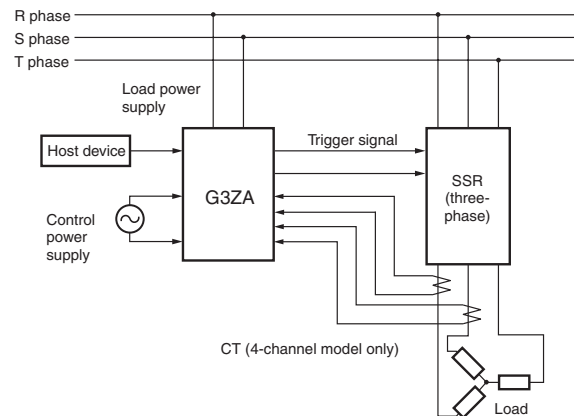 R phase
S phase
T phase
Load power
supply
Trigger signal
Host device
G3ZA
SSR
(three-
phase)
Control
power
supply
CT (4-channel model only)
Load